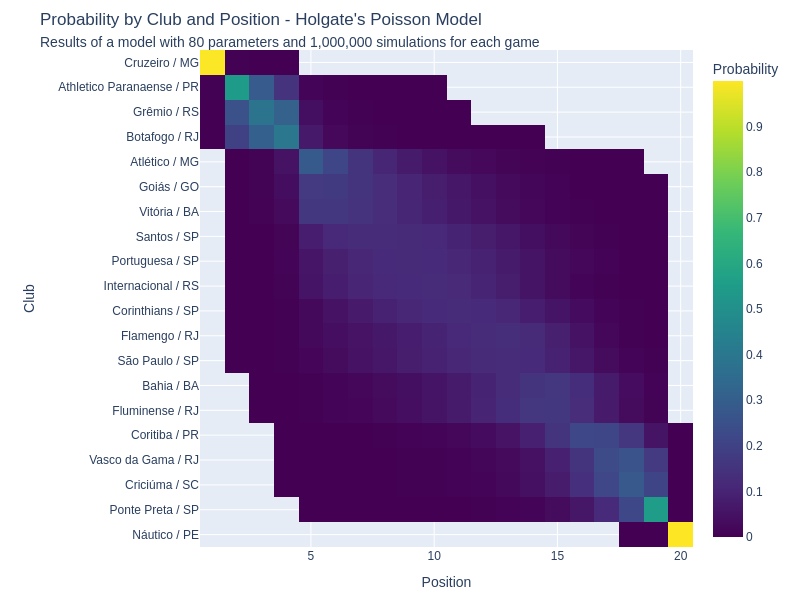 Probability by Club and Position - Holgate's Poisson Model
Results of a model with 80 parameters and 1,000,000 simulations for each game
Probability
Club
Cruzeiro / MG
Athletico Paranaense / PR
Grêmio / RS
Botafogo / RJ
Atlético / MG
Goiás / GO
Vitória / BA
Santos / SP
Portuguesa / SP
Internacional / RS
Corinthians / SP
Flamengo / RJ
São Paulo / SP
Bahia / BA
Fluminense / RJ
Coritiba / PR
Vasco da Gama / RJ
Criciúma / SC
Ponte Preta / SP
Náutico / PE
0.9
0.8
0.7
0.6
0.5
0.4
0.3
0.2
0.1
0
5
10
15
20
Position